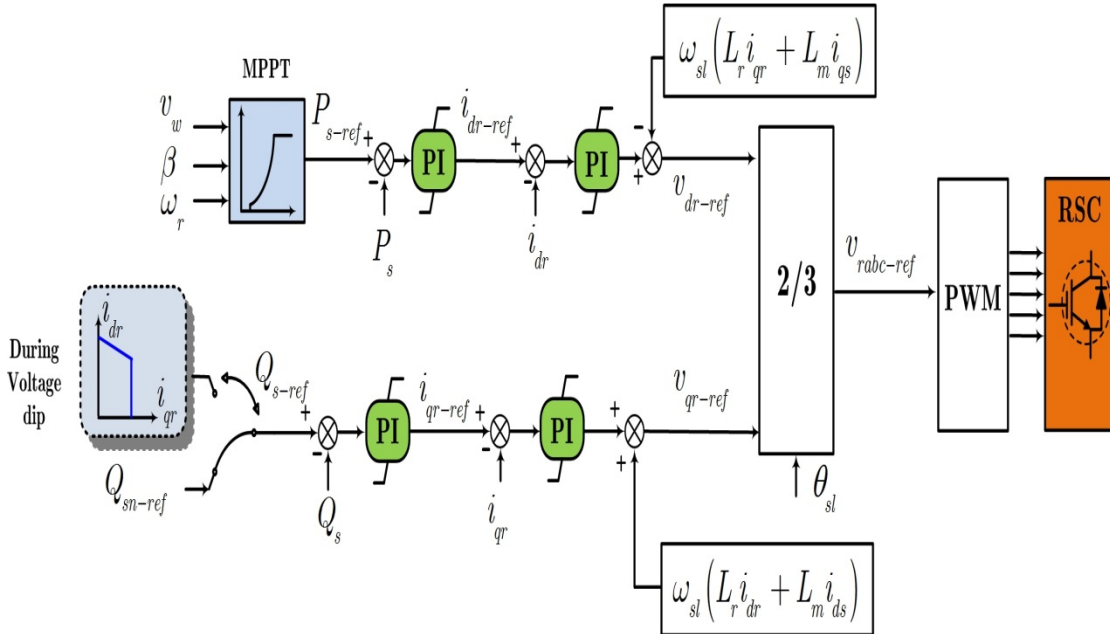 ω_sl (L_r i_qr + L_m i_qs)
MPPT
v_w
β
ω_r
P_s-ref
+
-
P_s
PI
i_dr-ref
+
-
i_dr
PI
-
+
v_dr-ref
2/3
v_rabc-ref
PWM
RSC
During
Voltage
dip
i_dr
i_qr
Q_s-ref
Q_sn-ref
+
-
Q_s
PI
i_qr-ref
+
-
i_qr
PI
+
+
v_qr-ref
θ_sl
ω_sl (L_r i_dr + L_m i_ds)